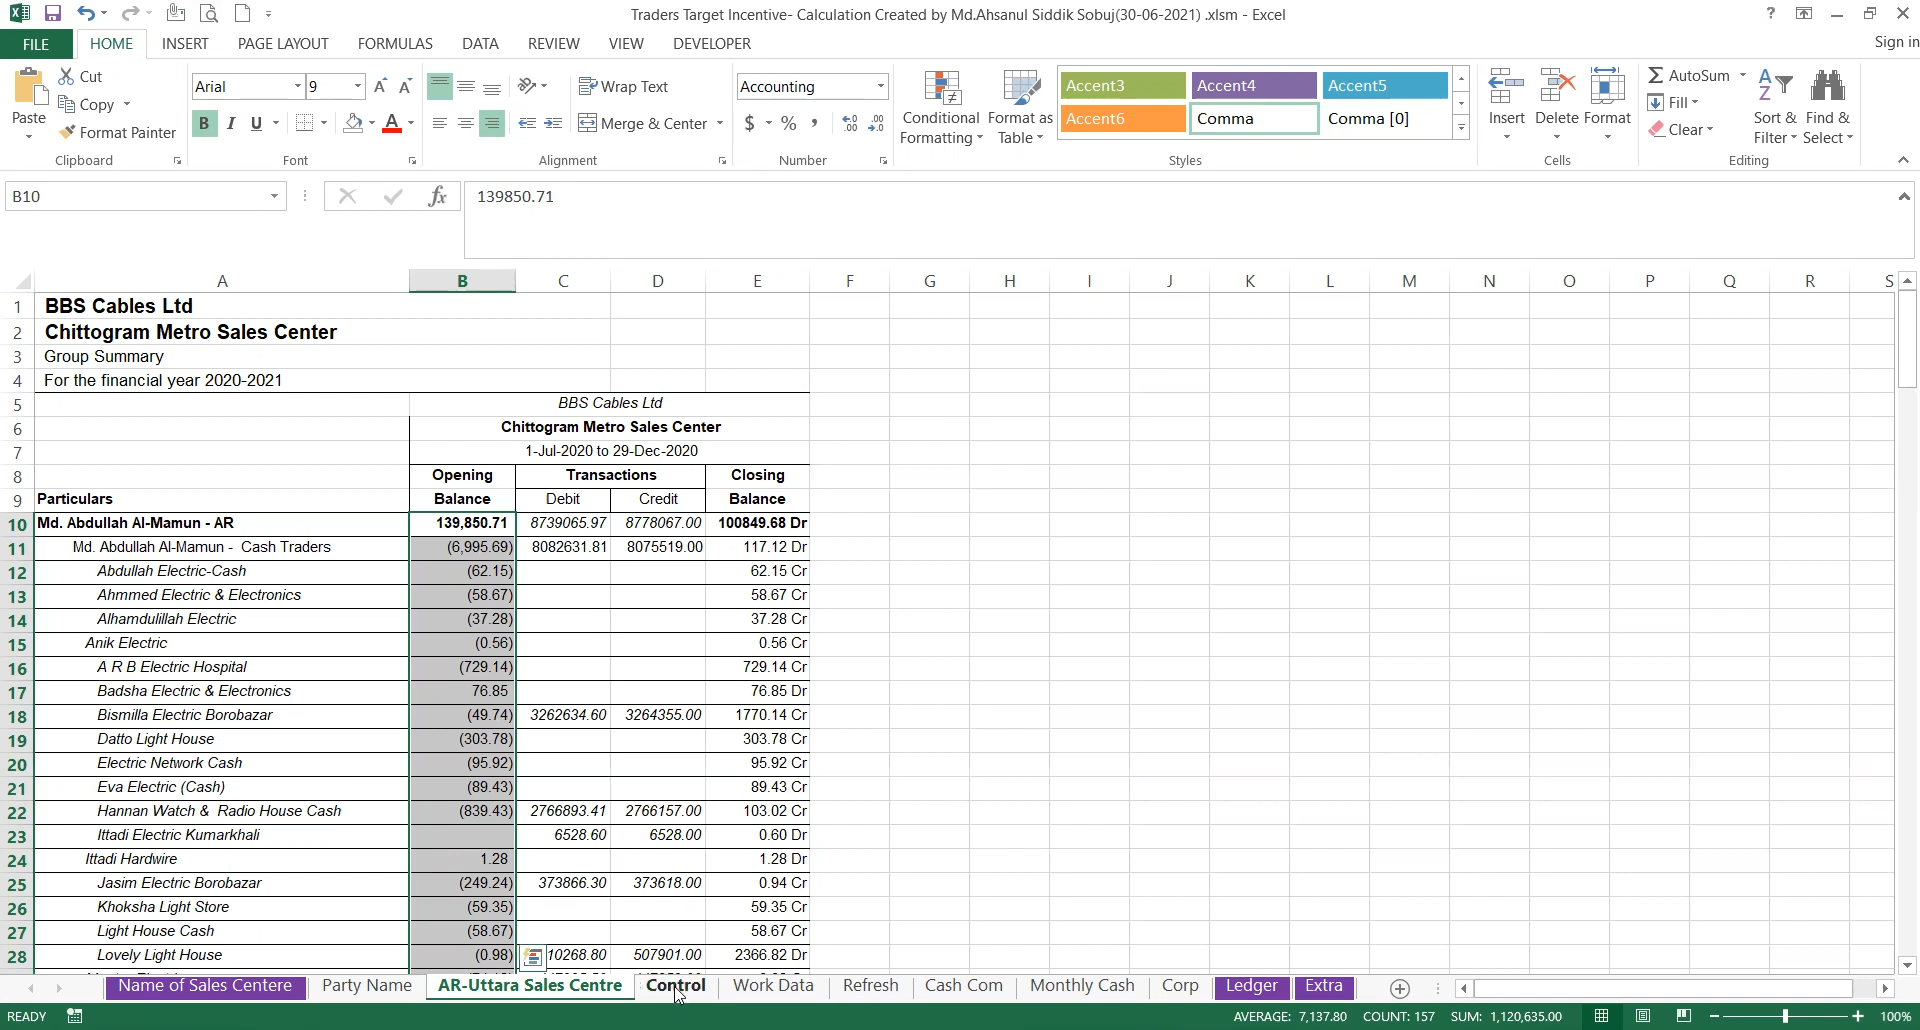 Traders Target Incentive- Calculation Created by Md.Ahsanul Siddik Sobuj(30-06-2021) .xlsm - Excel
?
FILE HOME INSERT PAGE LAYOUT FORMULAS DATA REVIEW VIEW DEVELOPER Sign in
Paste Cut Copy Format Painter Clipboard
Arial 9 B I U A Font
Wrap Text Merge & Center Alignment
Accounting $ % , Number
Conditional Formatting Format as Table
Accent3 Accent4 Accent5
Accent6 Comma Comma [0]
Styles
Insert Delete Format Cells
AutoSum Fill Clear Sort & Filter Find & Select Editing
B10 fx 139850.71
A B C D E F G H I J K L M N O P Q R S
1 BBS Cables Ltd
2 Chittogram Metro Sales Center
3 Group Summary
4 For the financial year 2020-2021
5 BBS Cables Ltd
6 Chittogram Metro Sales Center
7 1-Jul-2020 to 29-Dec-2020
8 Opening Transactions Closing
9 Particulars Balance Debit Credit Balance
10 Md. Abdullah Al-Mamun - AR 139,850.71 8739065.97 8778067.00 100849.68 Dr
11 Md. Abdullah Al-Mamun - Cash Traders (6,995.69) 8082631.81 8075519.00 117.12 Dr
12 Abdullah Electric-Cash (62.15) 62.15 Cr
13 Ahmmed Electric & Electronics (58.67) 58.67 Cr
14 Alhamdulillah Electric (37.28) 37.28 Cr
15 Anik Electric (0.56) 0.56 Cr
16 A R B Electric Hospital (729.14) 729.14 Cr
17 Badsha Electric & Electronics 76.85 76.85 Dr
18 Bismilla Electric Borobazar (49.74) 3262634.60 3264355.00 1770.14 Cr
19 Datto Light House (303.78) 303.78 Cr
20 Electric Network Cash (95.92) 95.92 Cr
21 Eva Electric (Cash) (89.43) 89.43 Cr
22 Hannan Watch & Radio House Cash (839.43) 2766893.41 2766157.00 103.02 Cr
23 Ittadi Electric Kumarkhali 6528.60 6528.00 0.60 Dr
24 Ittadi Hardwire 1.28 1.28 Dr
25 Jasim Electric Borobazar (249.24) 373866.30 373618.00 0.94 Cr
26 Khoksha Light Store (59.35) 59.35 Cr
27 Light House Cash (58.67) 58.67 Cr
28 Lovely Light House (0.98) 10268.80 507901.00 2366.82 Dr
Name of Sales Centere Party Name AR-Uttara Sales Centre Control Work Data Refresh Cash Com Monthly Cash Corp Ledger Extra
READY AVERAGE: 7,137.80 COUNT: 157 SUM: 1,120,635.00 100%